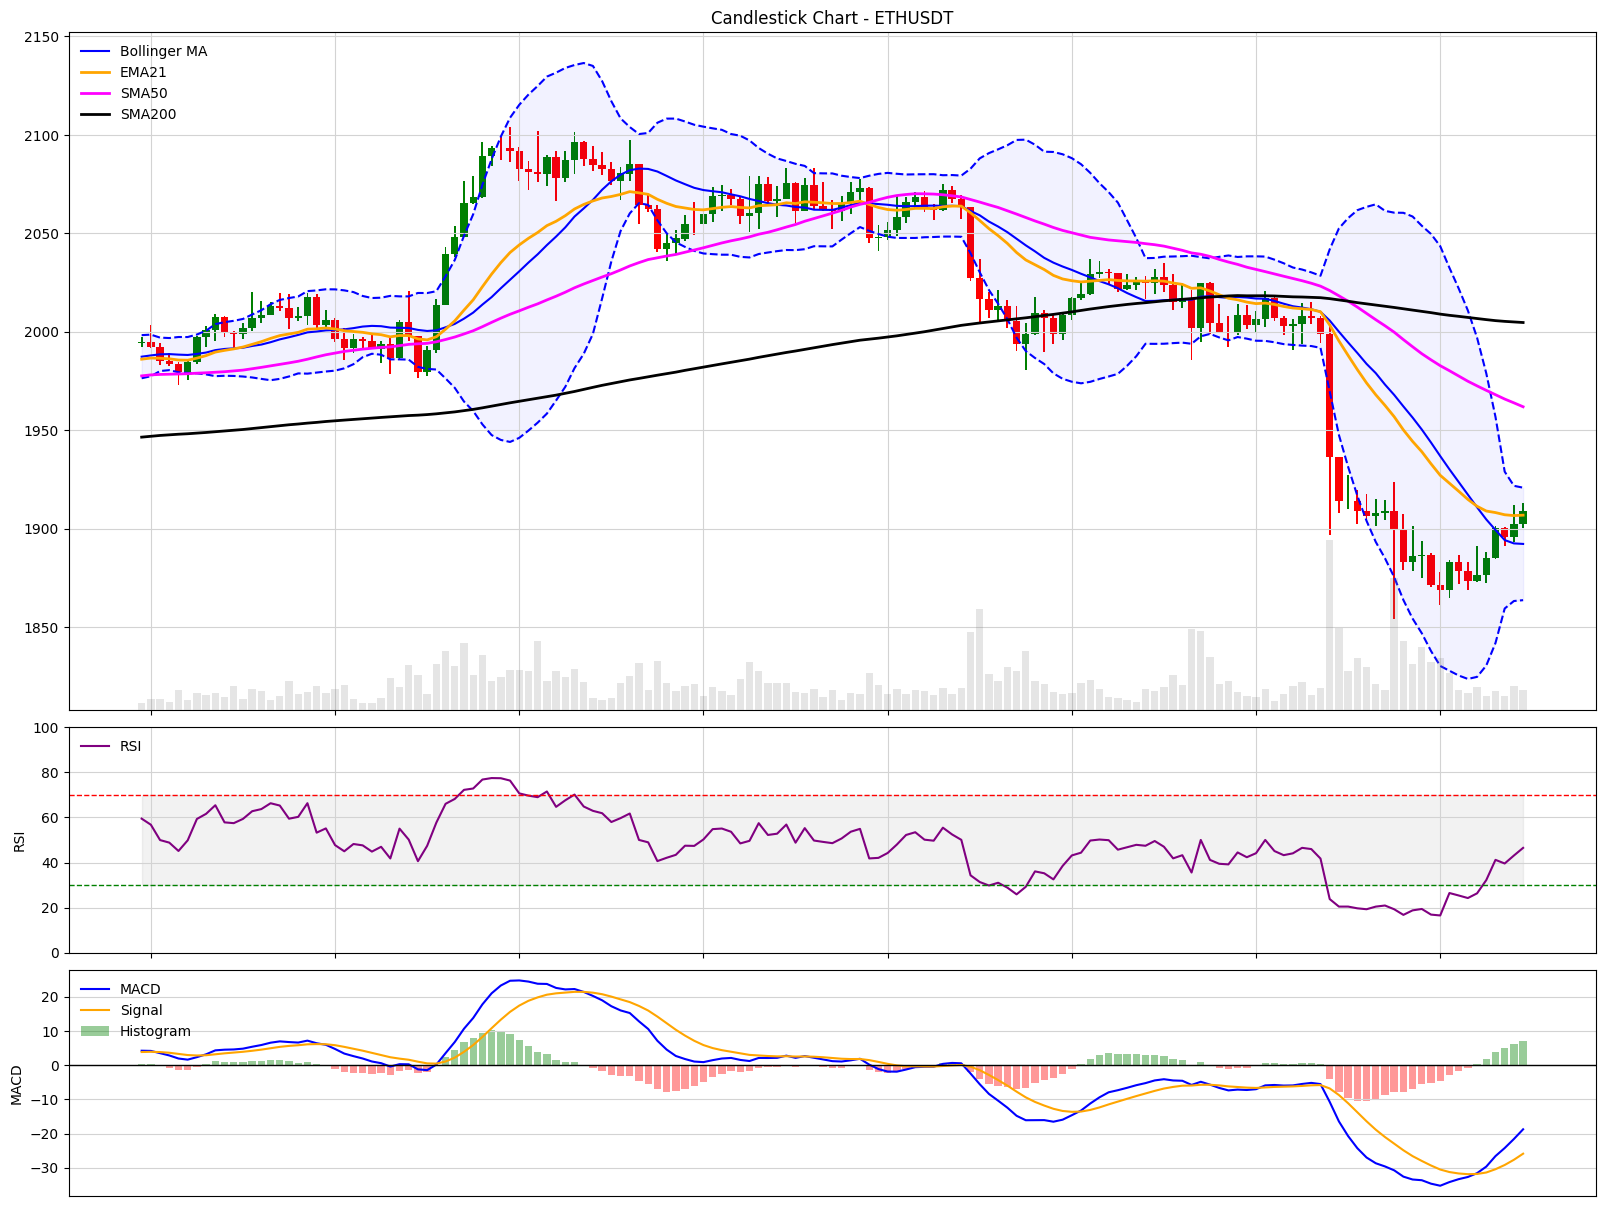 Candlestick Chart - ETHUSDT
2150
2100
2050
2000
1950
1900
1850
Bollinger MA
EMA21
SMA50
SMA200
100
80
60
40
20
0
RSI
RSI
20
10
0
−10
−20
−30
MACD
MACD
Signal
Histogram